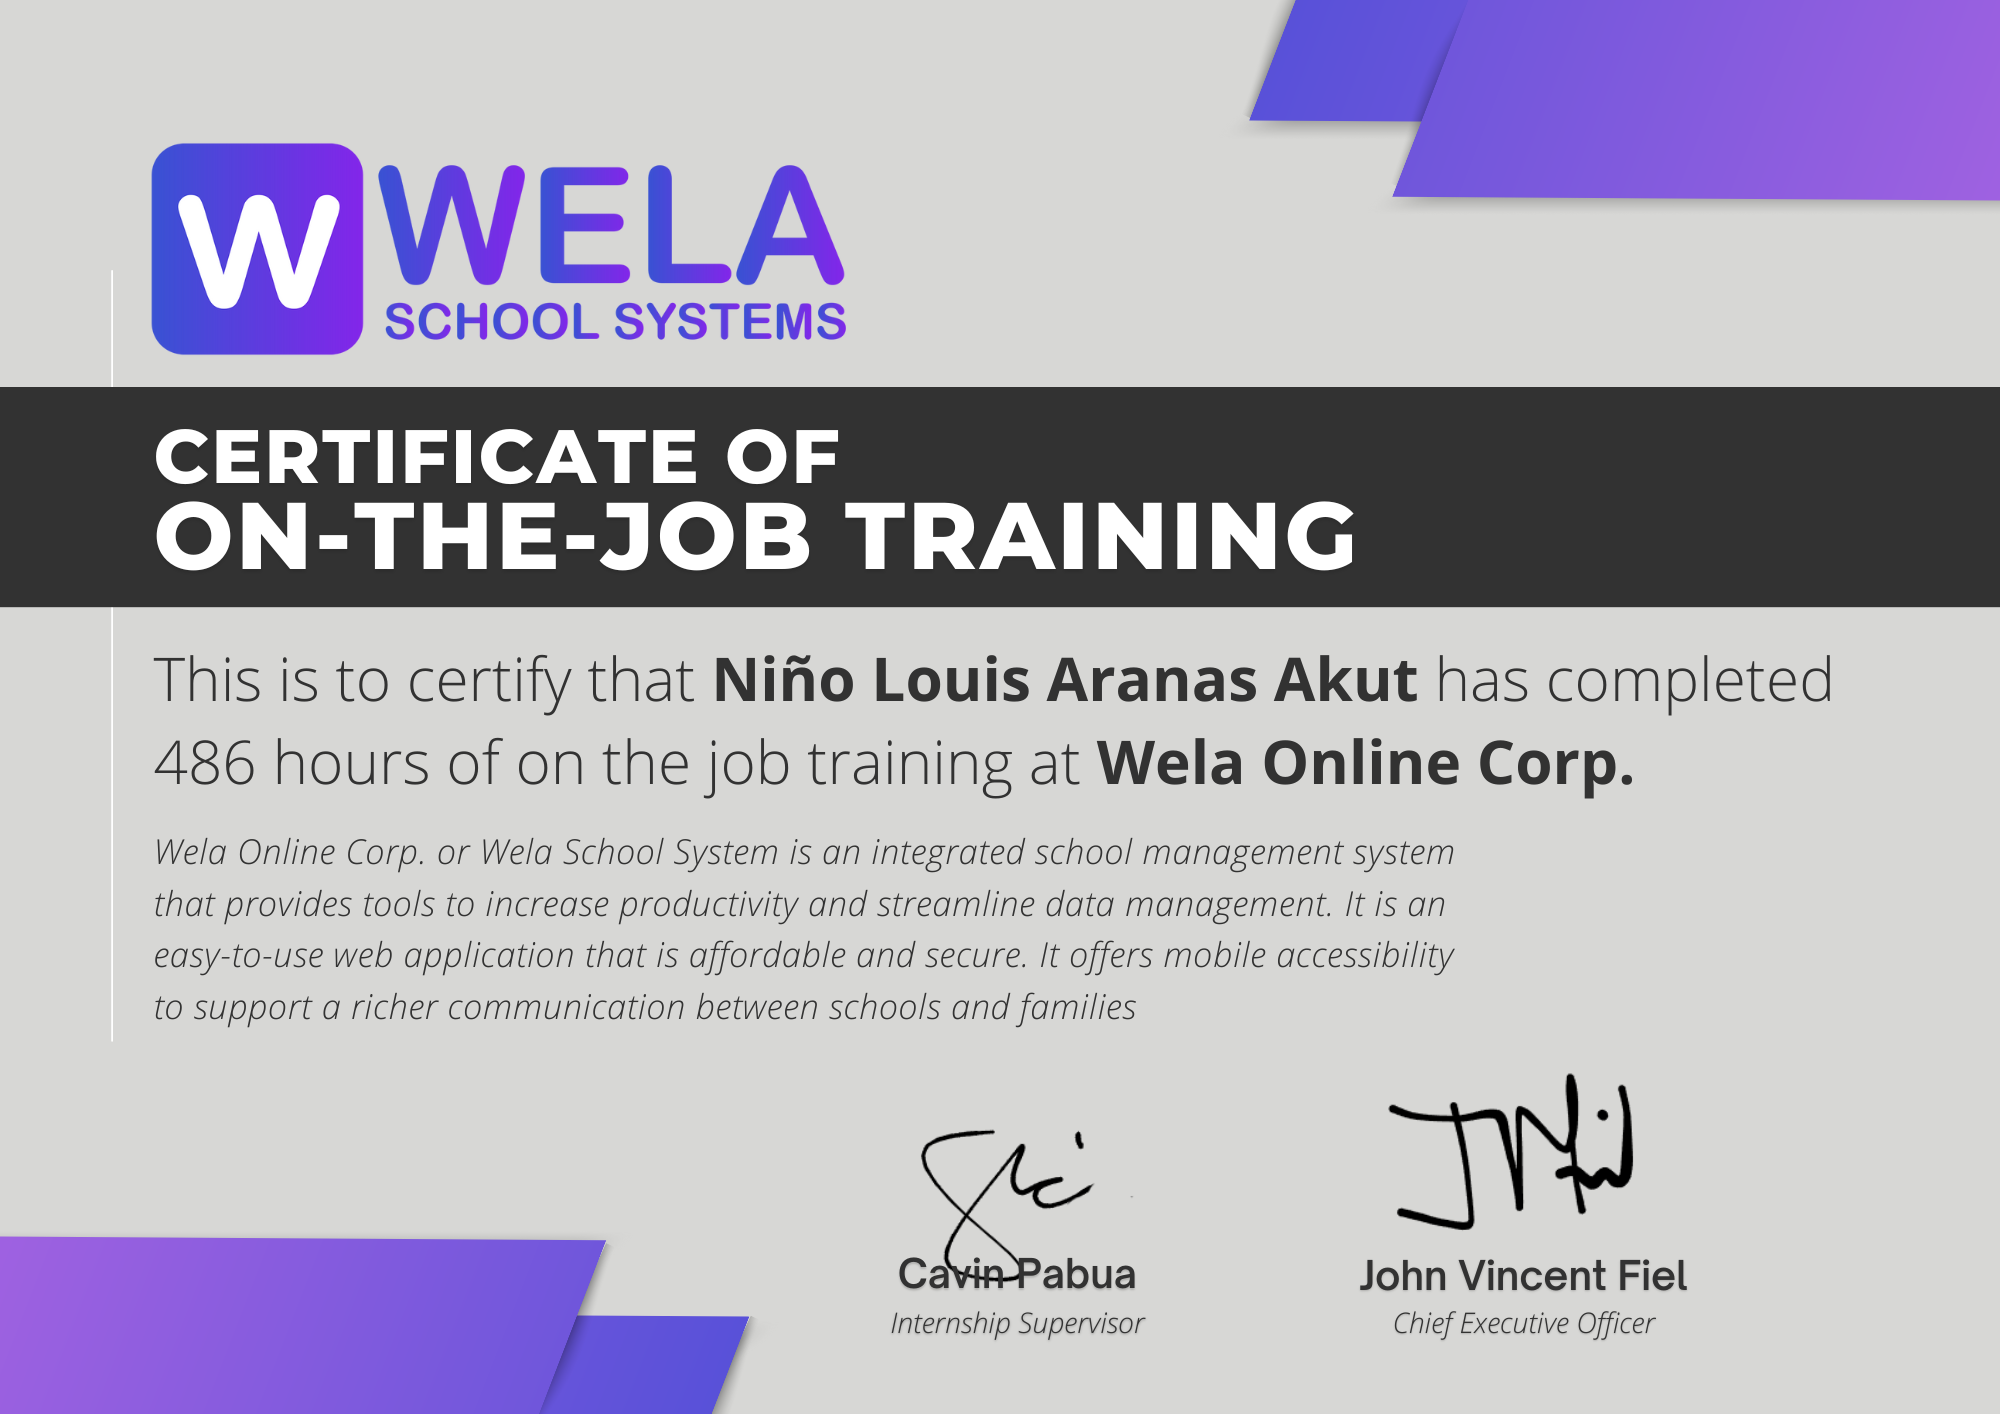 W WELA
SCHOOL SYSTEMS
CERTIFICATE OF
ON-THE-JOB TRAINING
This is to certify that Niño Louis Aranas Akut has completed
486 hours of on the job training at Wela Online Corp.
Wela Online Corp. or Wela School System is an integrated school management system
that provides tools to increase productivity and streamline data management. It is an
easy-to-use web application that is affordable and secure. It offers mobile accessibility
to support a richer communication between schools and families
Cavin Pabua
Internship Supervisor
John Vincent Fiel
Chief Executive Officer